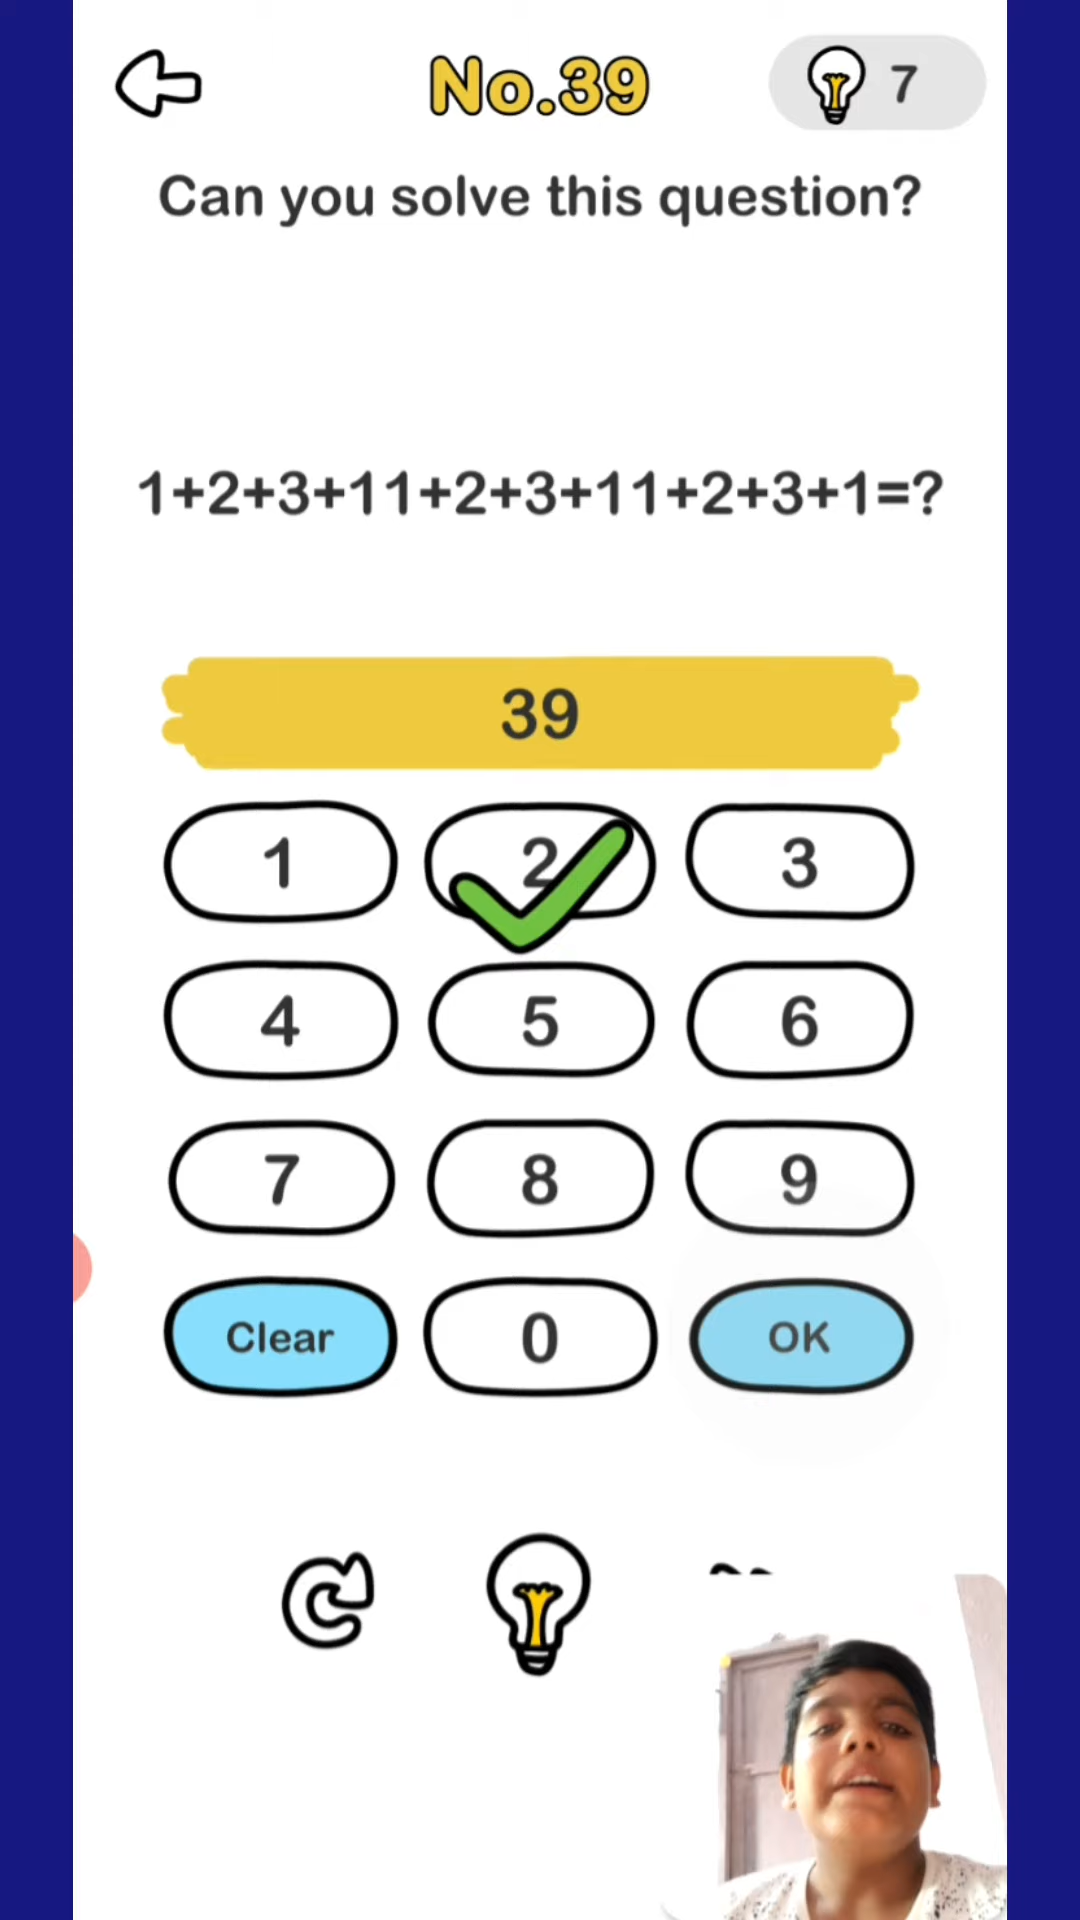 No.39
7
Can you solve this question?
1+2+3+11+2+3+11+2+3+1=?
39
1 2 3
4 5 6
7 8 9
Clear 0 OK